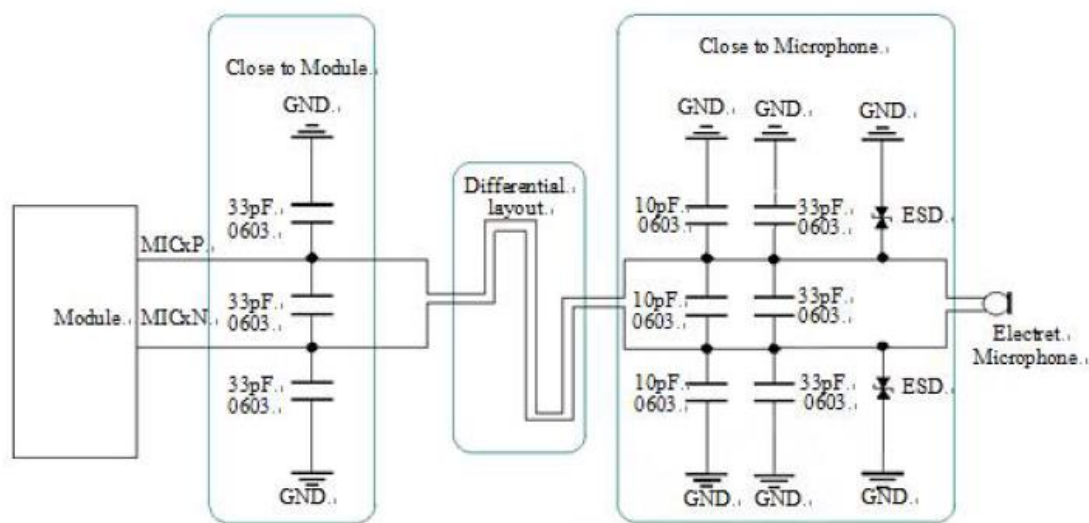 Close to Module.
GND.
33pF.
0603.
MICxP.
33pF.
0603.
Module.
MICxN
33pF.
0603.
GND.
Differential.
layout.
Close to Microphone.
GND.
GND.
GND.
10pF.
0603.
33pF.
0603.
ESD.
10pF.
0603.
33pF.
0603.
10pF.
0603.
33pF.
0603.
ESD.
GND.
GND.
GND.
Electret.
Microphone.